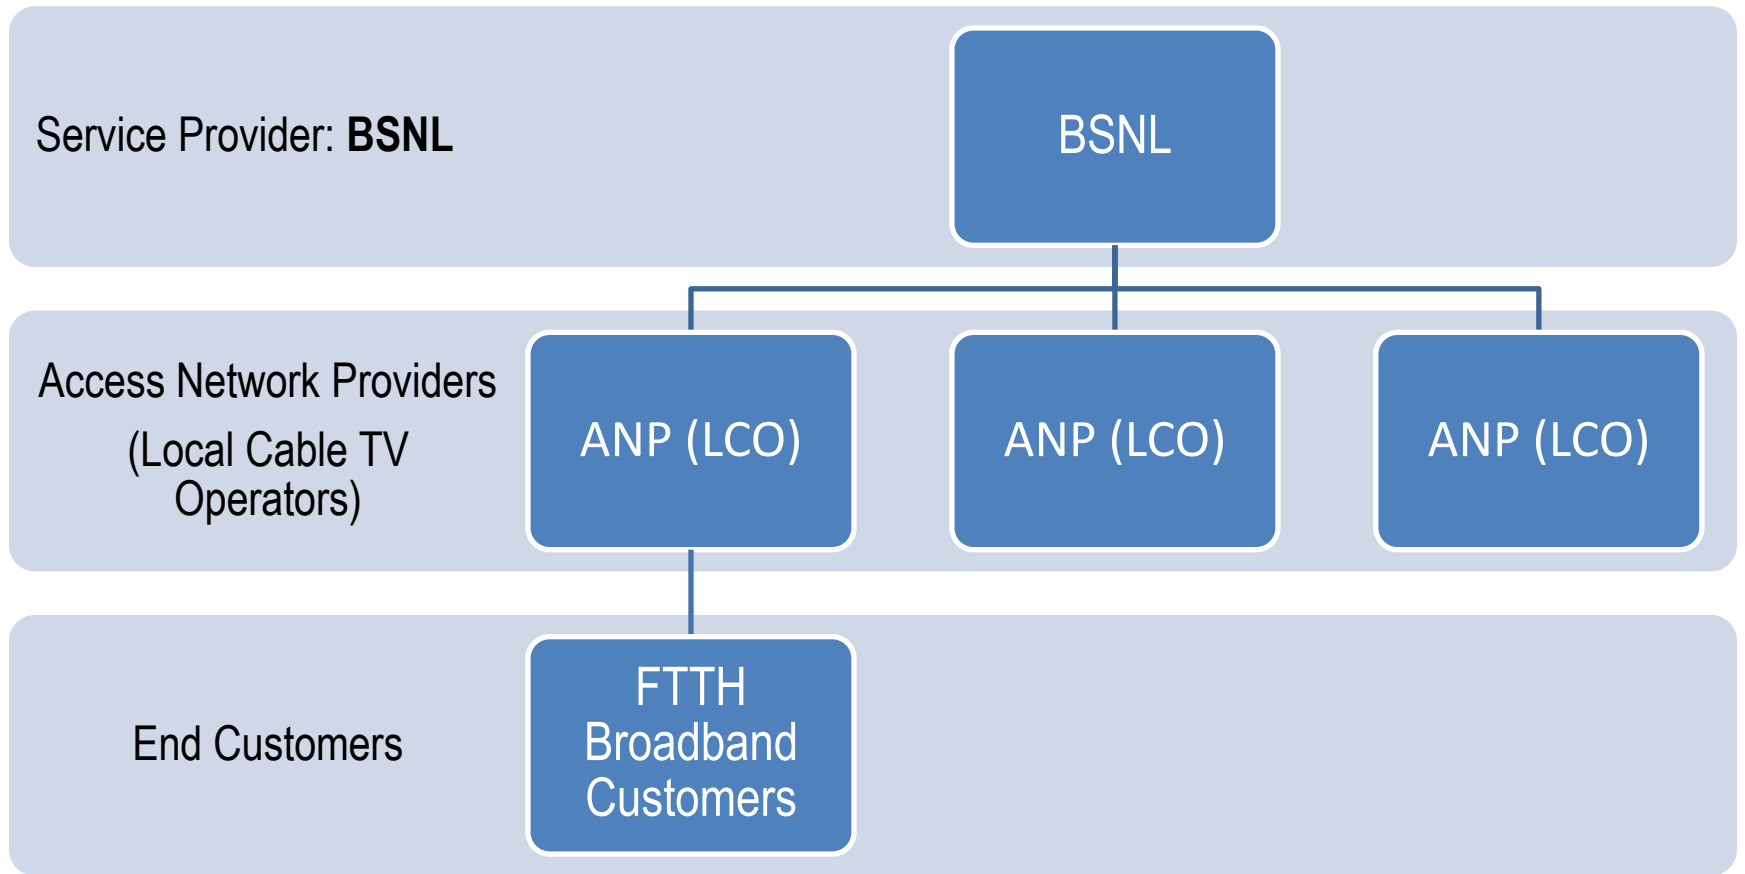 Service Provider: BSNL
BSNL
Access Network Providers
(Local Cable TV
Operators)
ANP (LCO)
ANP (LCO)
ANP (LCO)
End Customers
FTTH
Broadband
Customers